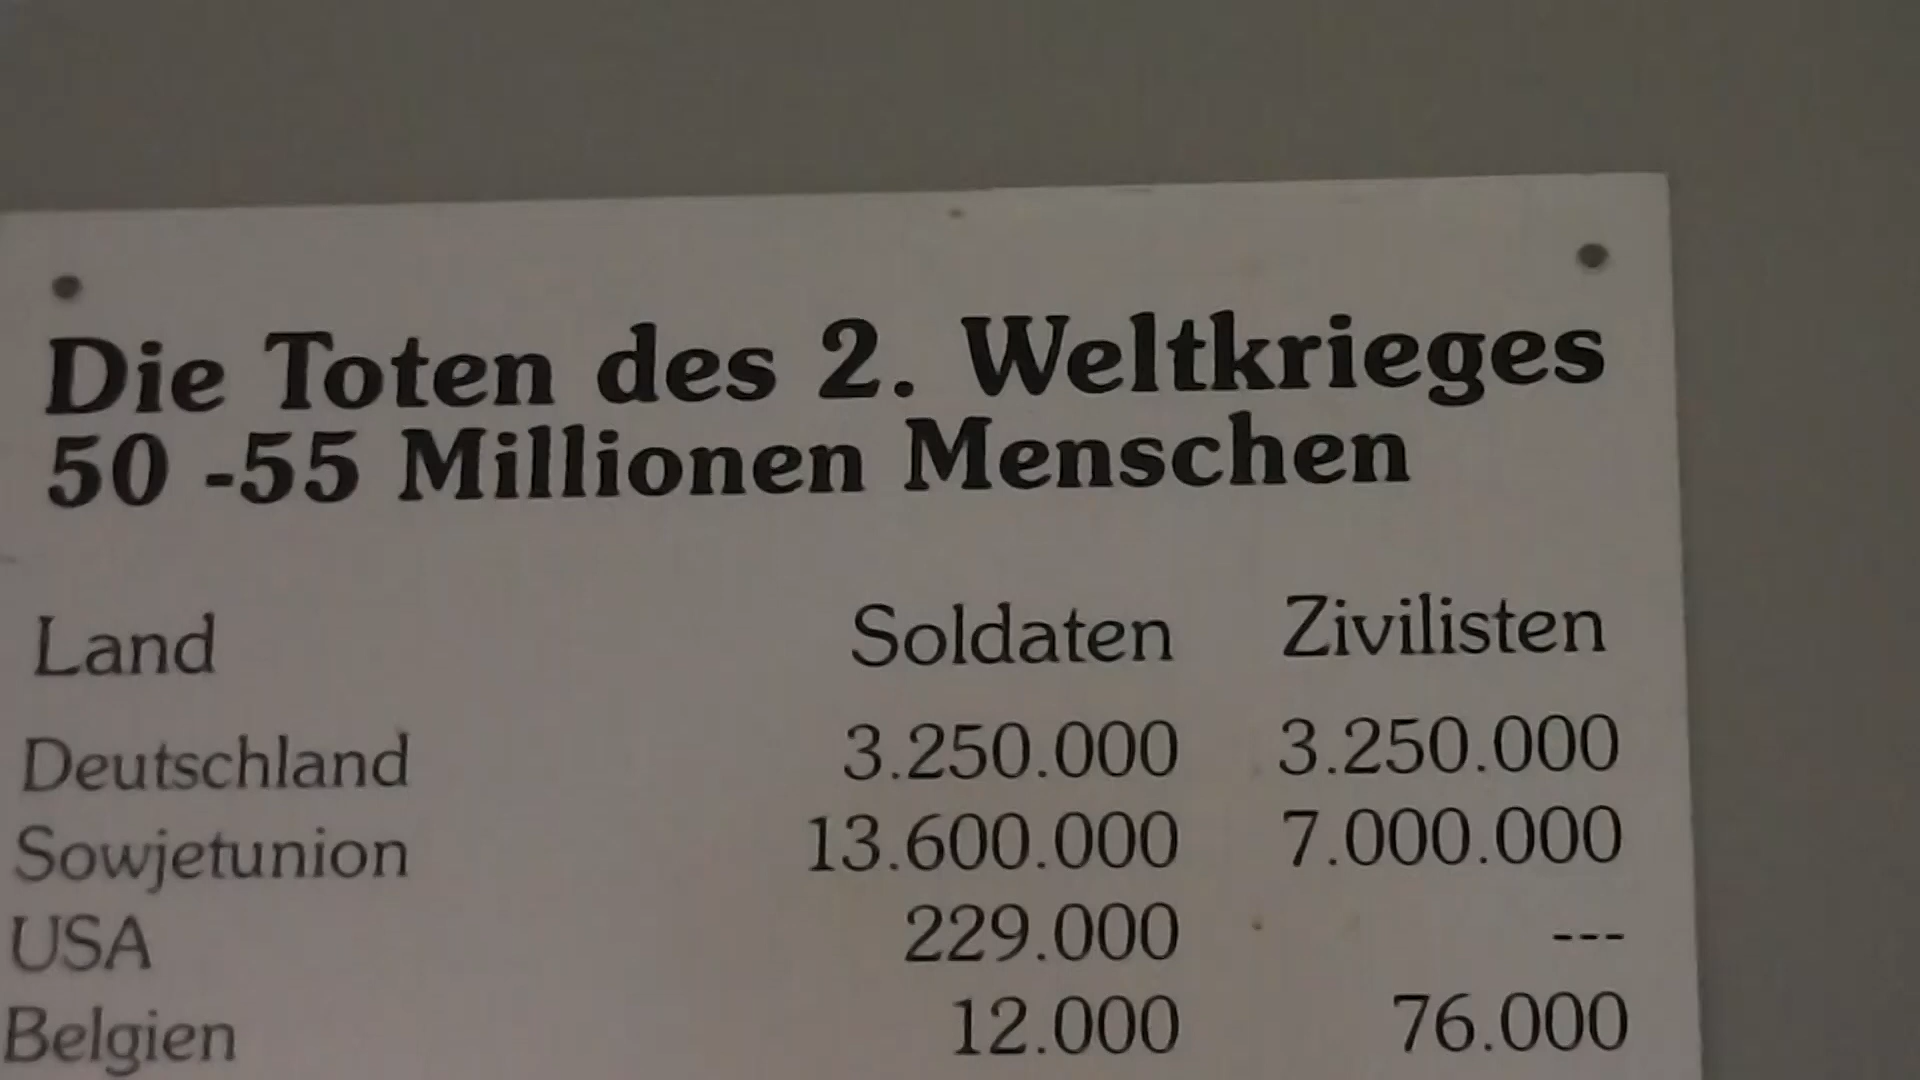 Die Toten des 2. Weltkrieges
50 -55 Millionen Menschen
Land Soldaten Zivilisten
Deutschland 3.250.000 3.250.000
Sowjetunion 13.600.000 7.000.000
USA 229.000 ---
Belgien 12.000 76.000